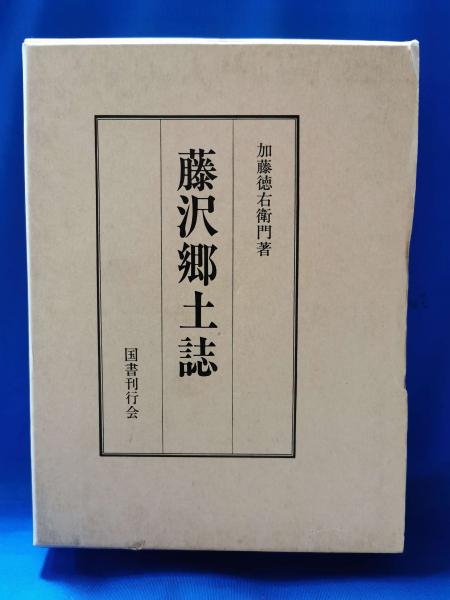 加藤徳右衛門著
藤沢郷土誌
国書刊行会